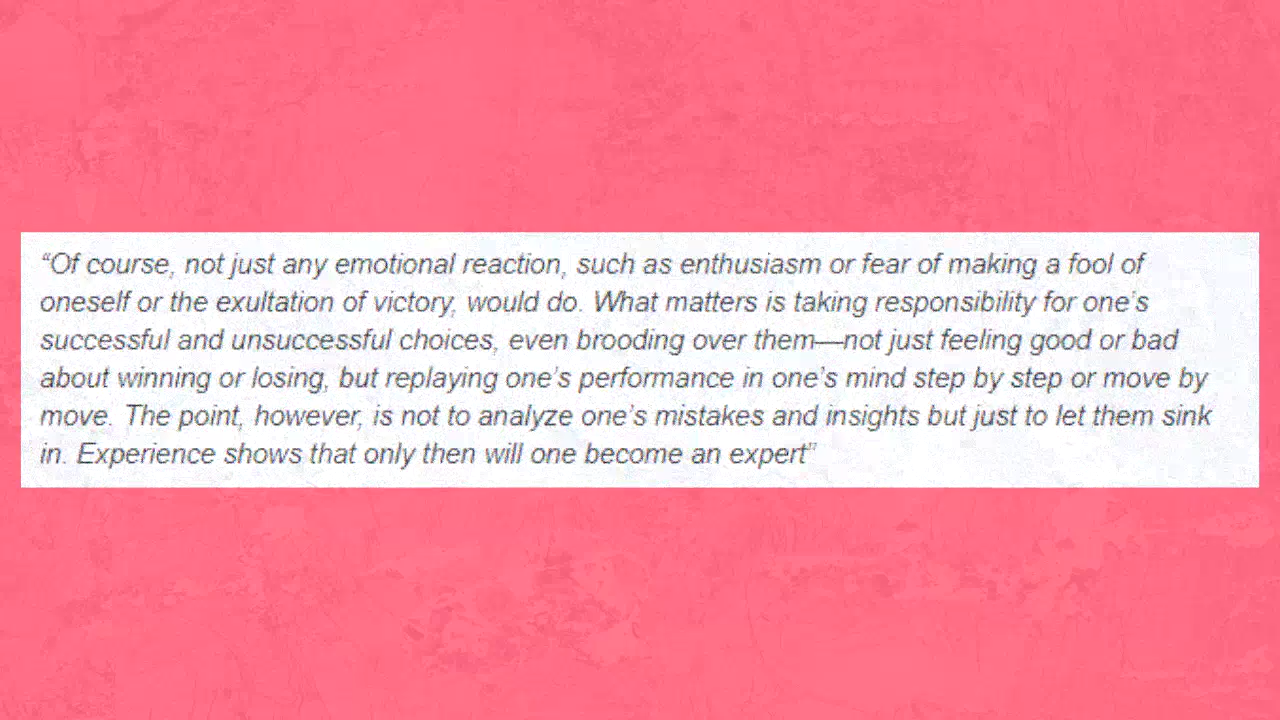 “Of course, not just any emotional reaction, such as enthusiasm or fear of making a fool of
oneself or the exultation of victory, would do. What matters is taking responsibility for one’s
successful and unsuccessful choices, even brooding over them—not just feeling good or bad
about winning or losing, but replaying one’s performance in one’s mind step by step or move by
move. The point, however, is not to analyze one’s mistakes and insights but just to let them sink
in. Experience shows that only then will one become an expert”